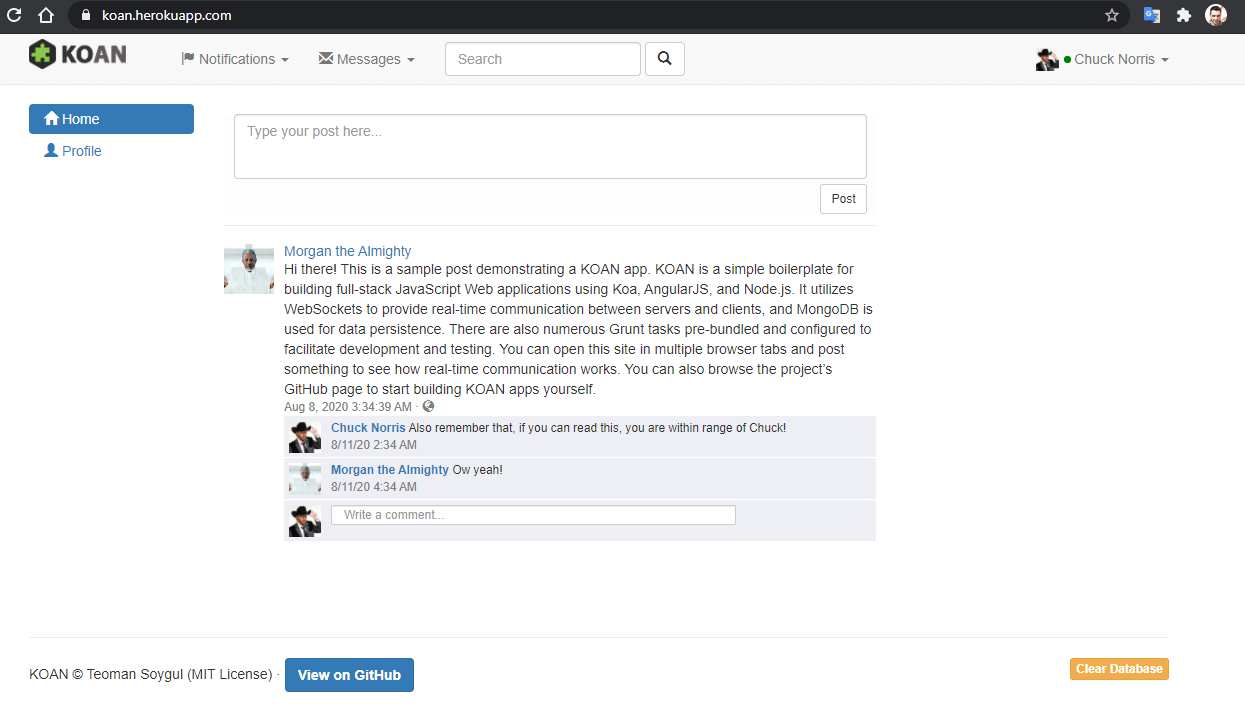 koan.herokuapp.com
KOAN
Notifications
Messages
Search
Chuck Norris
Home
Profile
Type your post here...
Post
Morgan the Almighty
Hi there! This is a sample post demonstrating a KOAN app. KOAN is a simple boilerplate for
building full-stack JavaScript Web applications using Koa, AngularJS, and Node.js. It utilizes
WebSockets to provide real-time communication between servers and clients, and MongoDB is
used for data persistence. There are also numerous Grunt tasks pre-bundled and configured to
facilitate development and testing. You can open this site in multiple browser tabs and post
something to see how real-time communication works. You can also browse the project’s
GitHub page to start building KOAN apps yourself.
Aug 8, 2020 3:34:39 AM ·
Chuck Norris Also remember that, if you can read this, you are within range of Chuck!
8/11/20 2:34 AM
Morgan the Almighty Ow yeah!
8/11/20 4:34 AM
Write a comment...
KOAN © Teoman Soygul (MIT License) · View on GitHub
Clear Database